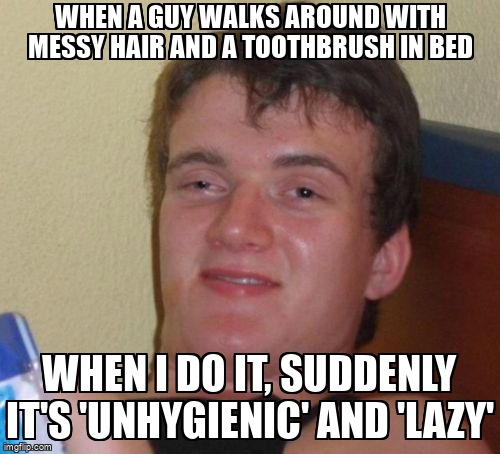 WHEN A GUY WALKS AROUND WITH
MESSY HAIR AND A TOOTHBRUSH IN BED
WHEN I DO IT, SUDDENLY
IT'S 'UNHYGIENIC' AND 'LAZY'
imgflip.com